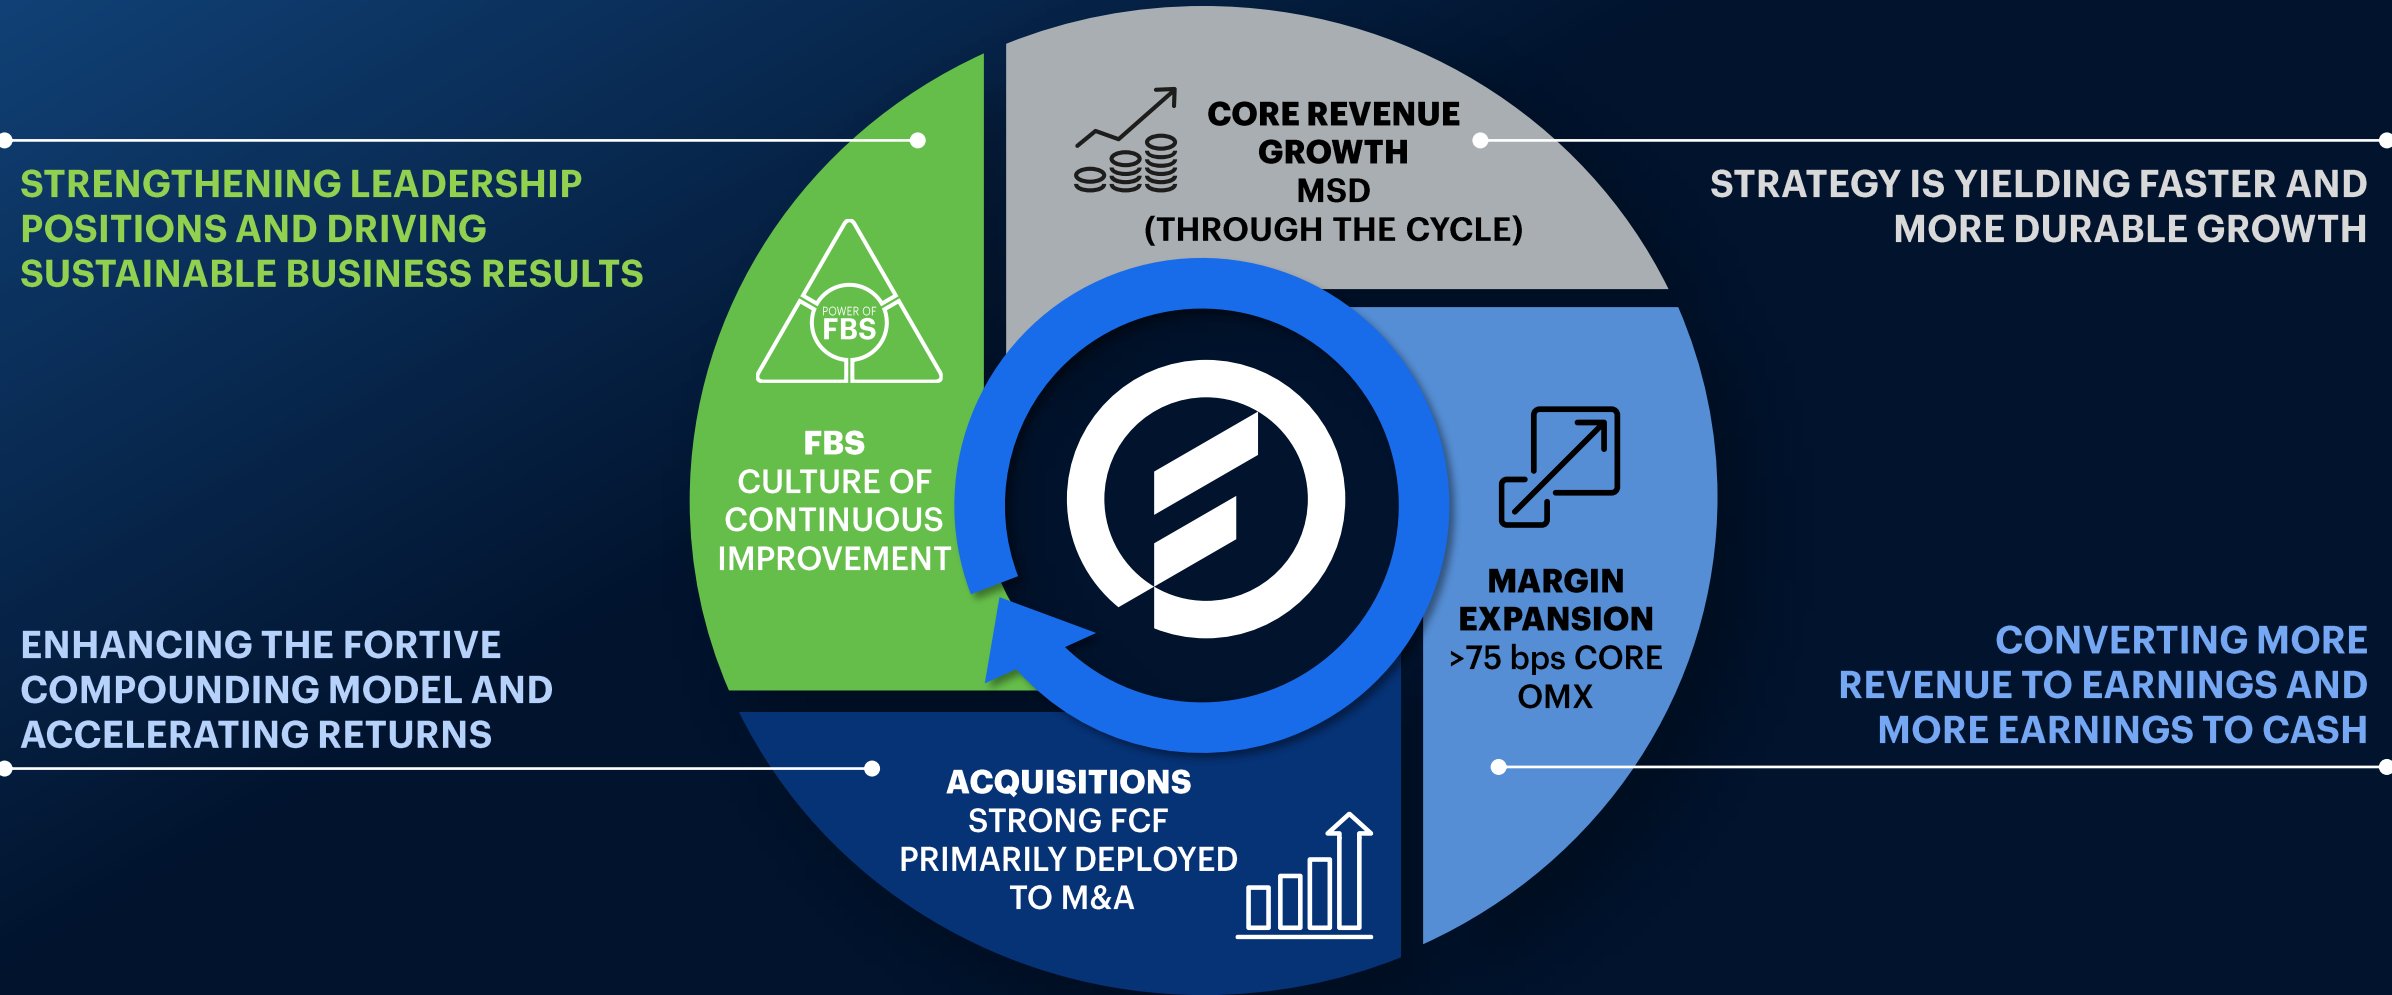 STRENGTHENING LEADERSHIP
POSITIONS AND DRIVING
SUSTAINABLE BUSINESS RESULTS
POWER OF
FBS
FBS
CULTURE OF
CONTINUOUS
IMPROVEMENT
CORE REVENUE
GROWTH
MSD
(THROUGH THE CYCLE)
STRATEGY IS YIELDING FASTER AND
MORE DURABLE GROWTH
MARGIN
EXPANSION
>75 bps CORE
OMX
CONVERTING MORE
REVENUE TO EARNINGS AND
MORE EARNINGS TO CASH
ENHANCING THE FORTIVE
COMPOUNDING MODEL AND
ACCELERATING RETURNS
ACQUISITIONS
STRONG FCF
PRIMARILY DEPLOYED
TO M&A